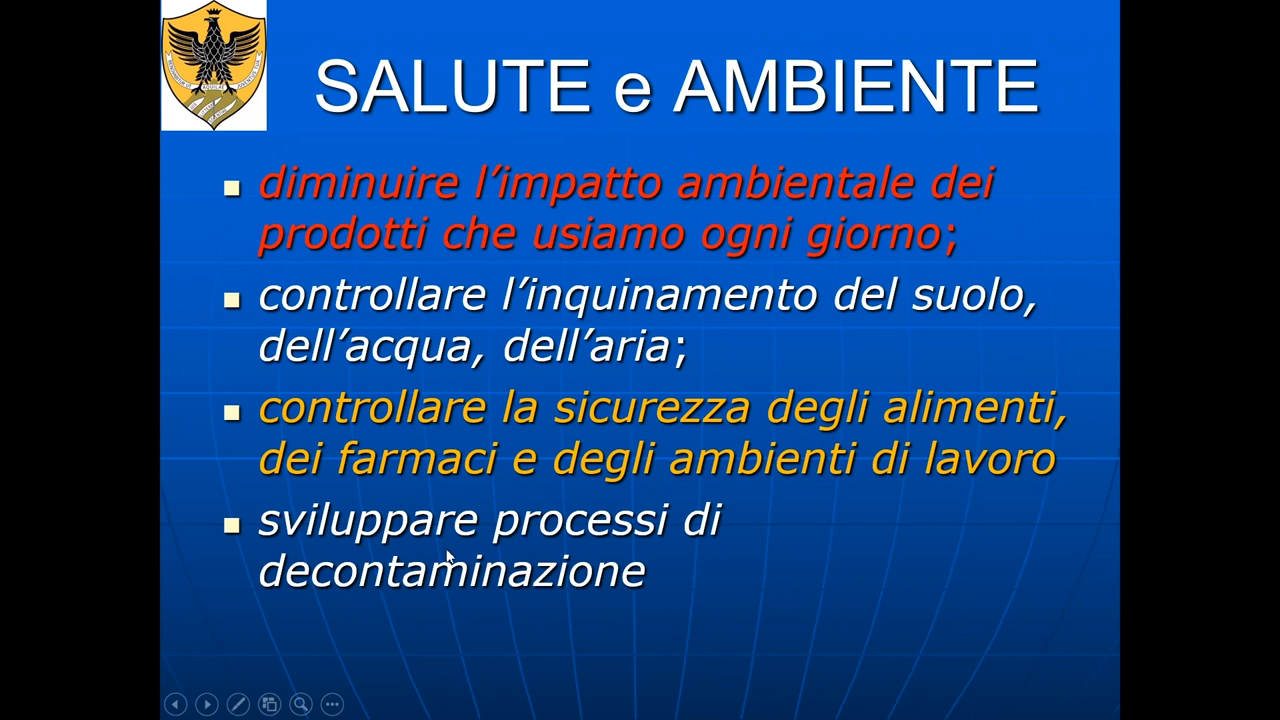 SALUTE e AMBIENTE
diminuire l’impatto ambientale dei
prodotti che usiamo ogni giorno;
controllare l’inquinamento del suolo,
dell’acqua, dell’aria;
controllare la sicurezza degli alimenti,
dei farmaci e degli ambienti di lavoro
sviluppare processi di
decontaminazione